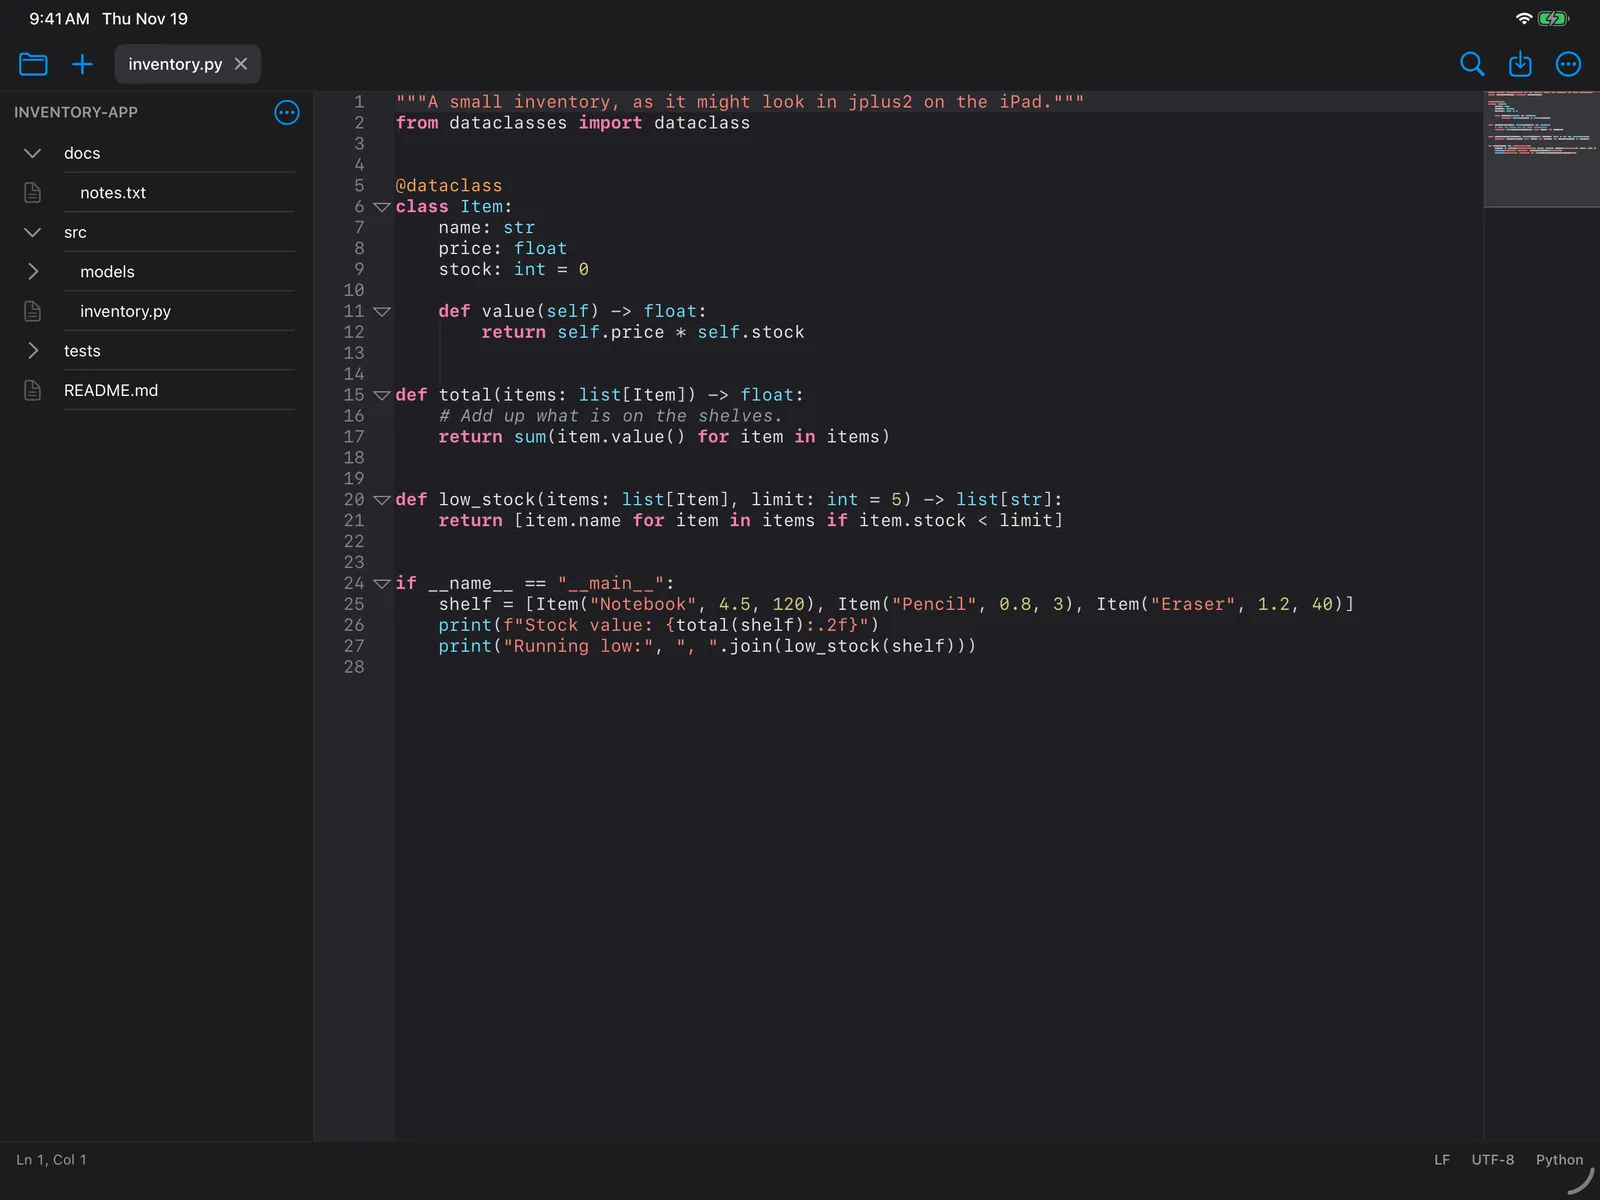 9:41 AM Thu Nov 19
inventory.py
INVENTORY-APP
docs
notes.txt
src
models
inventory.py
tests
README.md
1 """A small inventory, as it might look in jplus2 on the iPad."""
2 from dataclasses import dataclass
3
4
5 @dataclass
6 class Item:
7     name: str
8     price: float
9     stock: int = 0
10
11     def value(self) -> float:
12         return self.price * self.stock
13
14
15 def total(items: list[Item]) -> float:
16     # Add up what is on the shelves.
17     return sum(item.value() for item in items)
18
19
20 def low_stock(items: list[Item], limit: int = 5) -> list[str]:
21     return [item.name for item in items if item.stock < limit]
22
23
24 if __name__ == "__main__":
25     shelf = [Item("Notebook", 4.5, 120), Item("Pencil", 0.8, 3), Item("Eraser", 1.2, 40)]
26     print(f"Stock value: {total(shelf):.2f}")
27     print("Running low:", ", ".join(low_stock(shelf)))
28
Ln 1, Col 1
LF UTF-8 Python